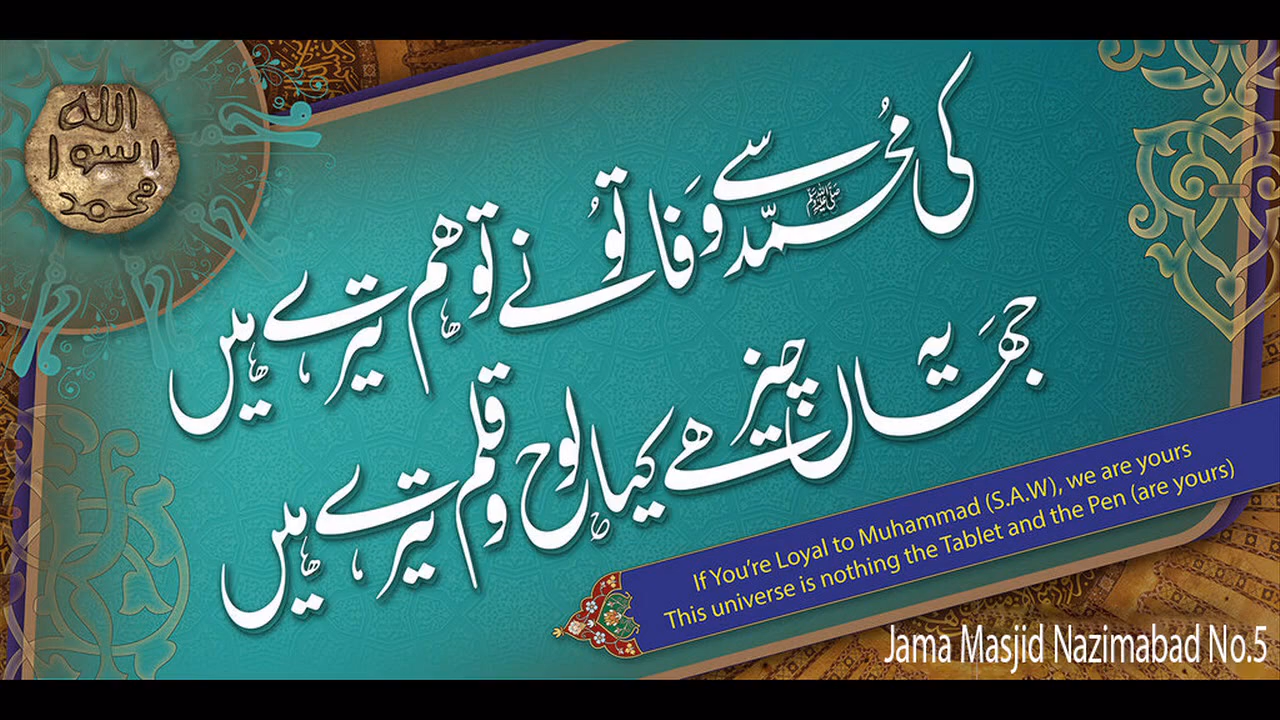 الله
رسول
محمد
کی محمد ﷺ سے وفا تُو نے تو ہم تیرے ہیں
یہ جہاں چیز ہے کیا لوح و قلم تیرے ہیں
If You're Loyal to Muhammad (S.A.W), we are yours
This universe is nothing the Tablet and the Pen (are yours)
Jama Masjid Nazimabad No.5